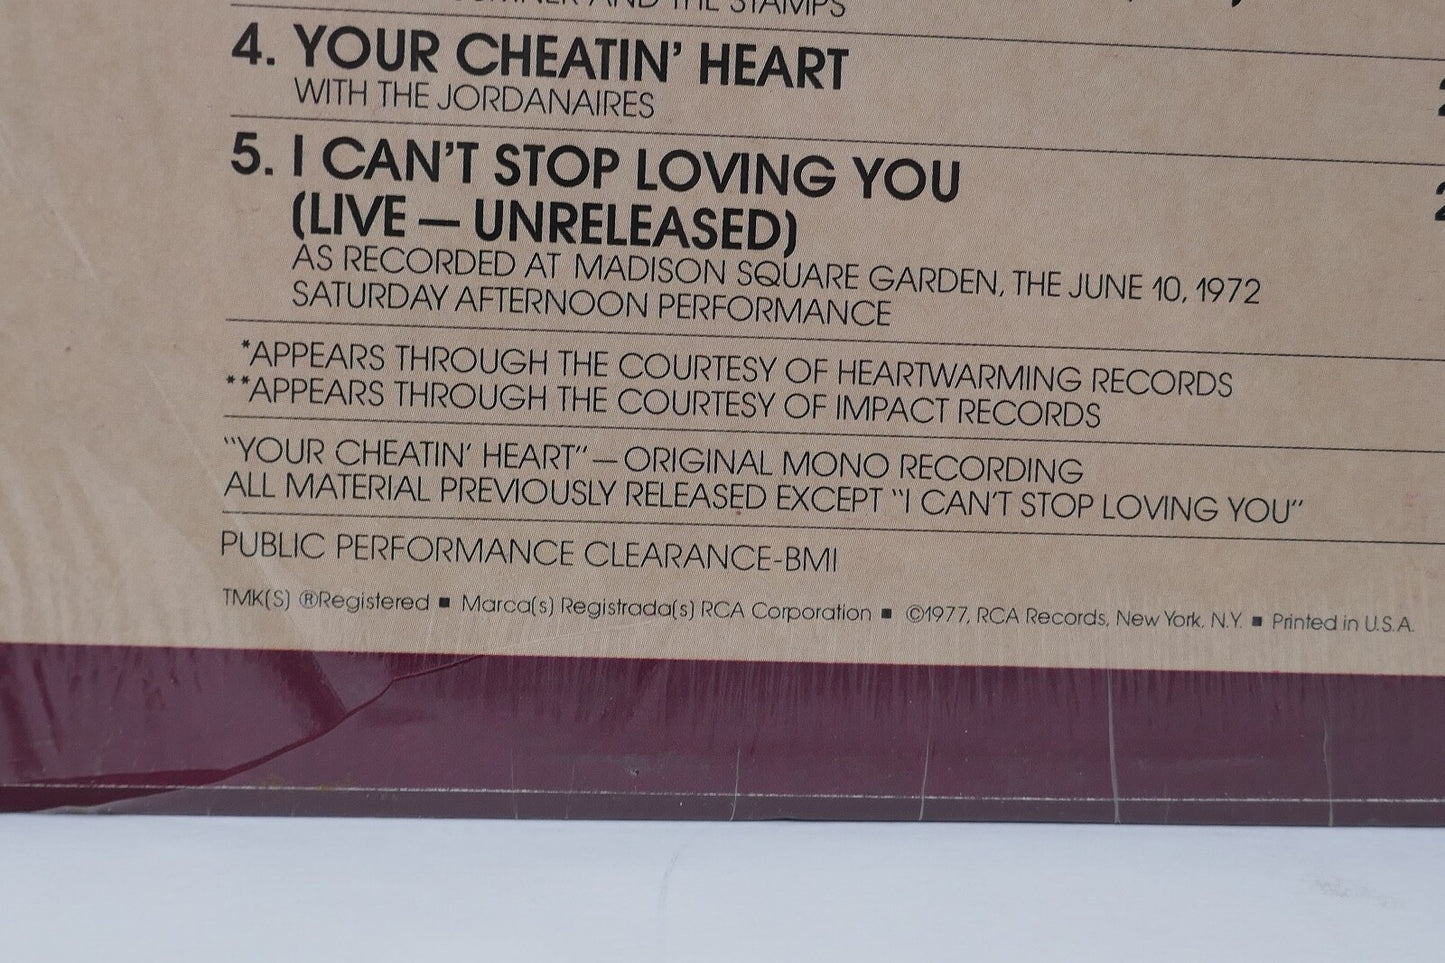 AND THE STAMPS
4. YOUR CHEATIN' HEART
WITH THE JORDANAIRES
5. I CAN'T STOP LOVING YOU
(LIVE — UNRELEASED)
AS RECORDED AT MADISON SQUARE GARDEN, THE JUNE 10, 1972
SATURDAY AFTERNOON PERFORMANCE
*APPEARS THROUGH THE COURTESY OF HEARTWARMING RECORDS
**APPEARS THROUGH THE COURTESY OF IMPACT RECORDS
"YOUR CHEATIN' HEART"—ORIGINAL MONO RECORDING
ALL MATERIAL PREVIOUSLY RELEASED EXCEPT "I CAN'T STOP LOVING YOU"
PUBLIC PERFORMANCE CLEARANCE-BMI
TMK(S) ®Registered ■ Marca(s) Registrada(s) RCA Corporation ■ ©1977, RCA Records, New York, N.Y. ■ Printed in U.S.A.